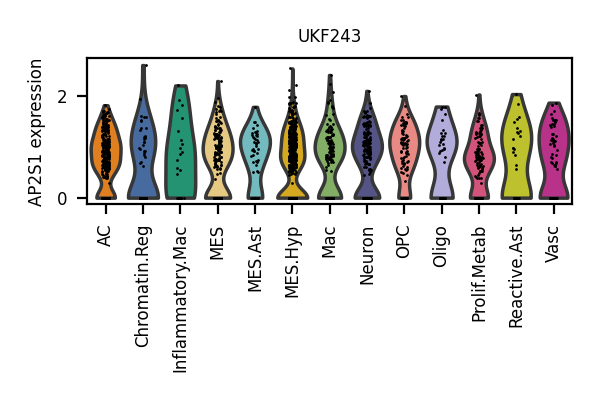 UKF243
AP2S1 expression
2
0
AC
Chromatin.Reg
Inflammatory.Mac
MES
MES.Ast
MES.Hyp
Mac
Neuron
OPC
Oligo
Prolif.Metab
Reactive.Ast
Vasc